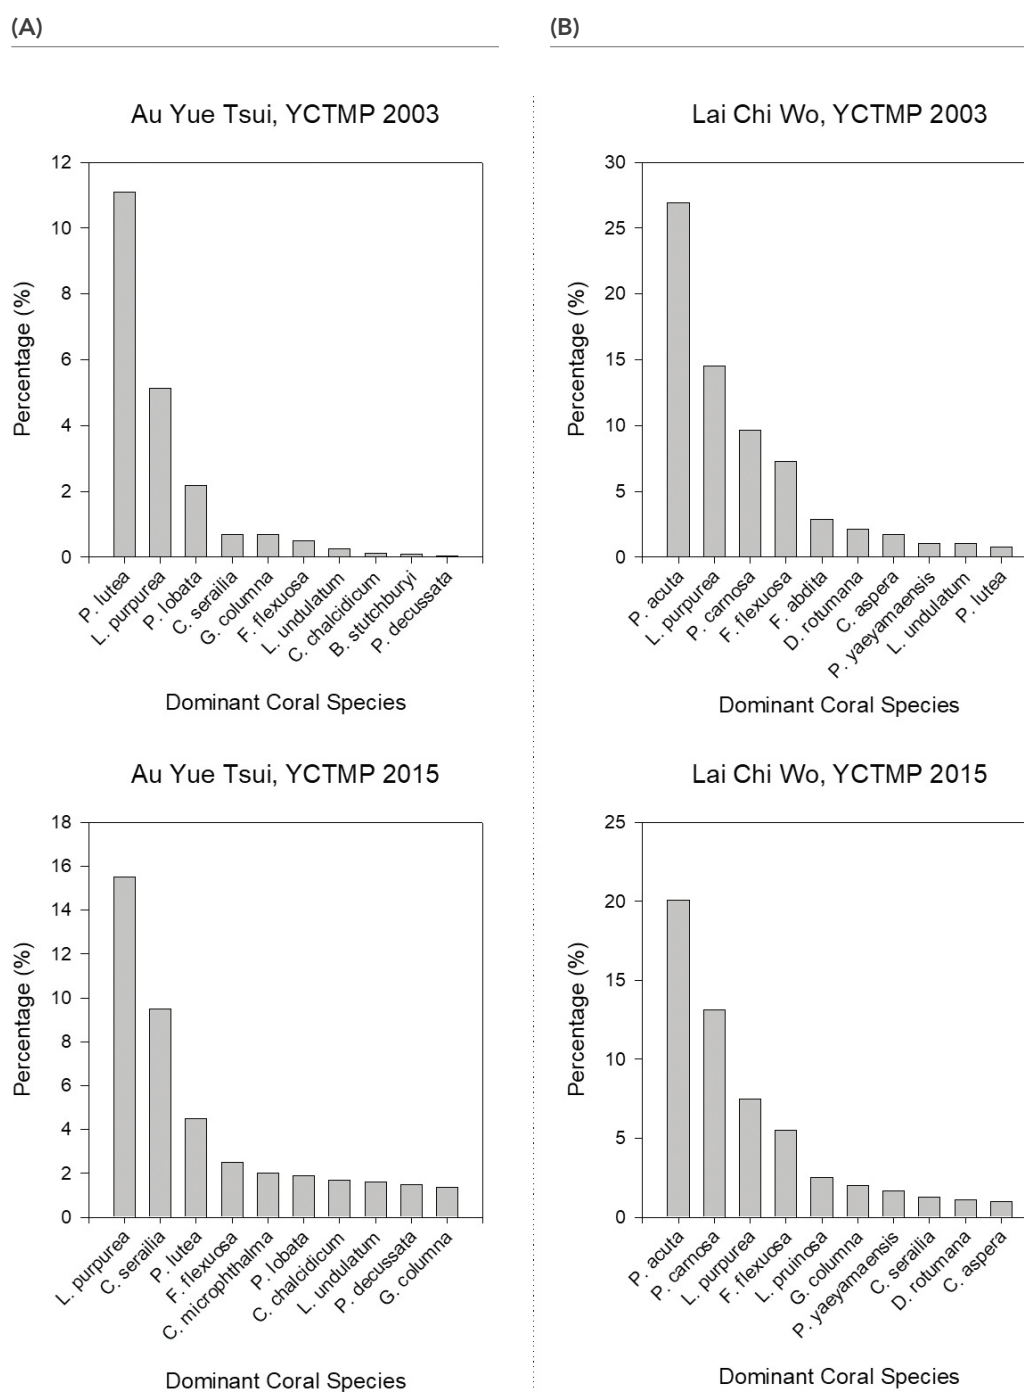 (A)
Au Yue Tsui, YCTMP 2003
Percentage (%)
12
10
8
6
4
2
0
P. lutea
L. purpurea
P. lobata
C. serailia
G. columna
F. flexuosa
L. undulatum
C. chalcidicum
B. stutchburyi
P. decussata
Dominant Coral Species
Au Yue Tsui, YCTMP 2015
Percentage (%)
18
16
14
12
10
8
6
4
2
0
L. purpurea
C. serailia
P. lutea
F. flexuosa
C. microphthalma
P. lobata
C. chalcidicum
L. undulatum
P. decussata
G. columna
Dominant Coral Species
(B)
Lai Chi Wo, YCTMP 2003
Percentage (%)
30
25
20
15
10
5
0
P. acuta
L. purpurea
P. carnosa
F. flexuosa
F. abdita
D. rotumana
C. aspera
P. yaeyamaensis
L. undulatum
P. lutea
Dominant Coral Species
Lai Chi Wo, YCTMP 2015
Percentage (%)
25
20
15
10
5
0
P. acuta
P. carnosa
L. purpurea
F. flexuosa
L. pruinosa
G. columna
P. yaeyamaensis
C. serailia
D. rotumana
C. aspera
Dominant Coral Species